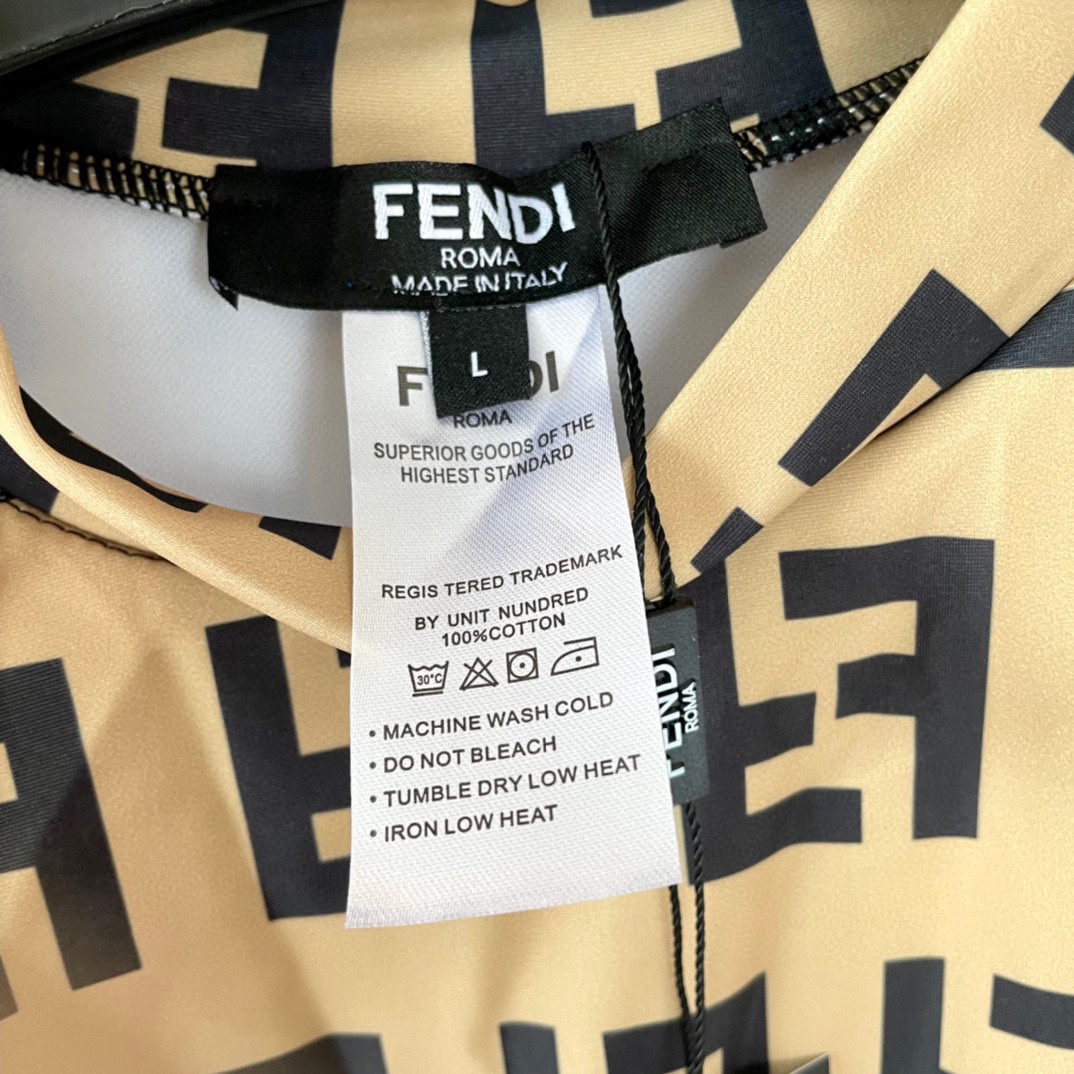 FENDI
ROMA
MADE IN ITALY
L
F DI
ROMA
SUPERIOR GOODS OF THE
HIGHEST STANDARD
REGIS TERED TRADEMARK
BY UNIT NUNDRED
100%COTTON
30°C
• MACHINE WASH COLD
• DO NOT BLEACH
• TUMBLE DRY LOW HEAT
• IRON LOW HEAT
FENDI
ROMA